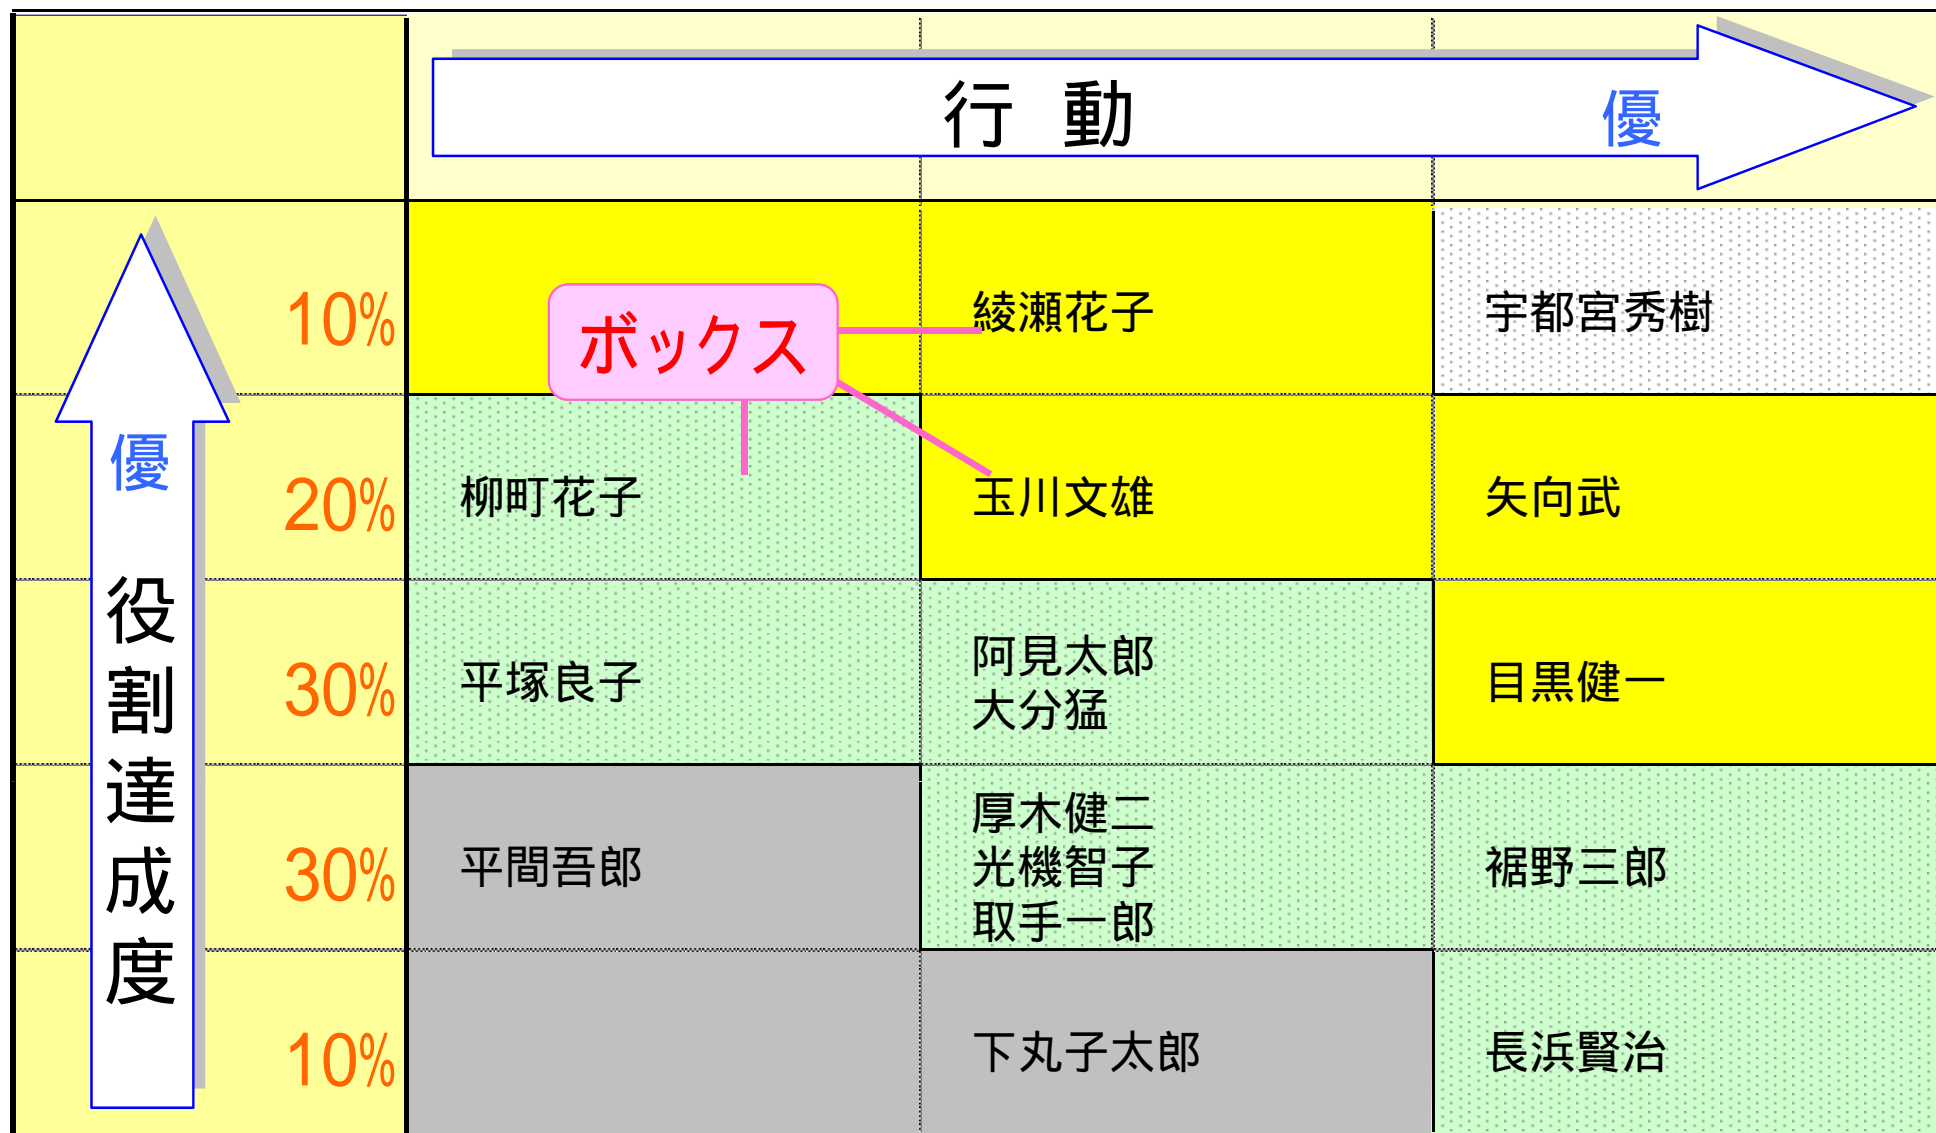 行 動
優
10%
ボックス
綾瀬花子
宇都宮秀樹
優
20%
柳町花子
玉川文雄
矢向武
役割達成度
30%
平塚良子
阿見太郎
大分猛
目黒健一
30%
平間吾郎
厚木健二
光機智子
取手一郎
裾野三郎
10%
下丸子太郎
長浜賢治